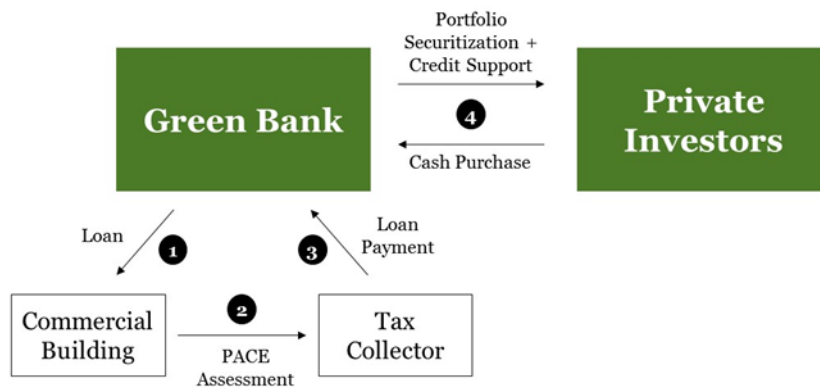 Portfolio
Securitization +
Credit Support
Green Bank
4
Private
Investors
Cash Purchase
Loan
1
3
Loan
Payment
Commercial
Building
2
PACE
Assessment
Tax
Collector